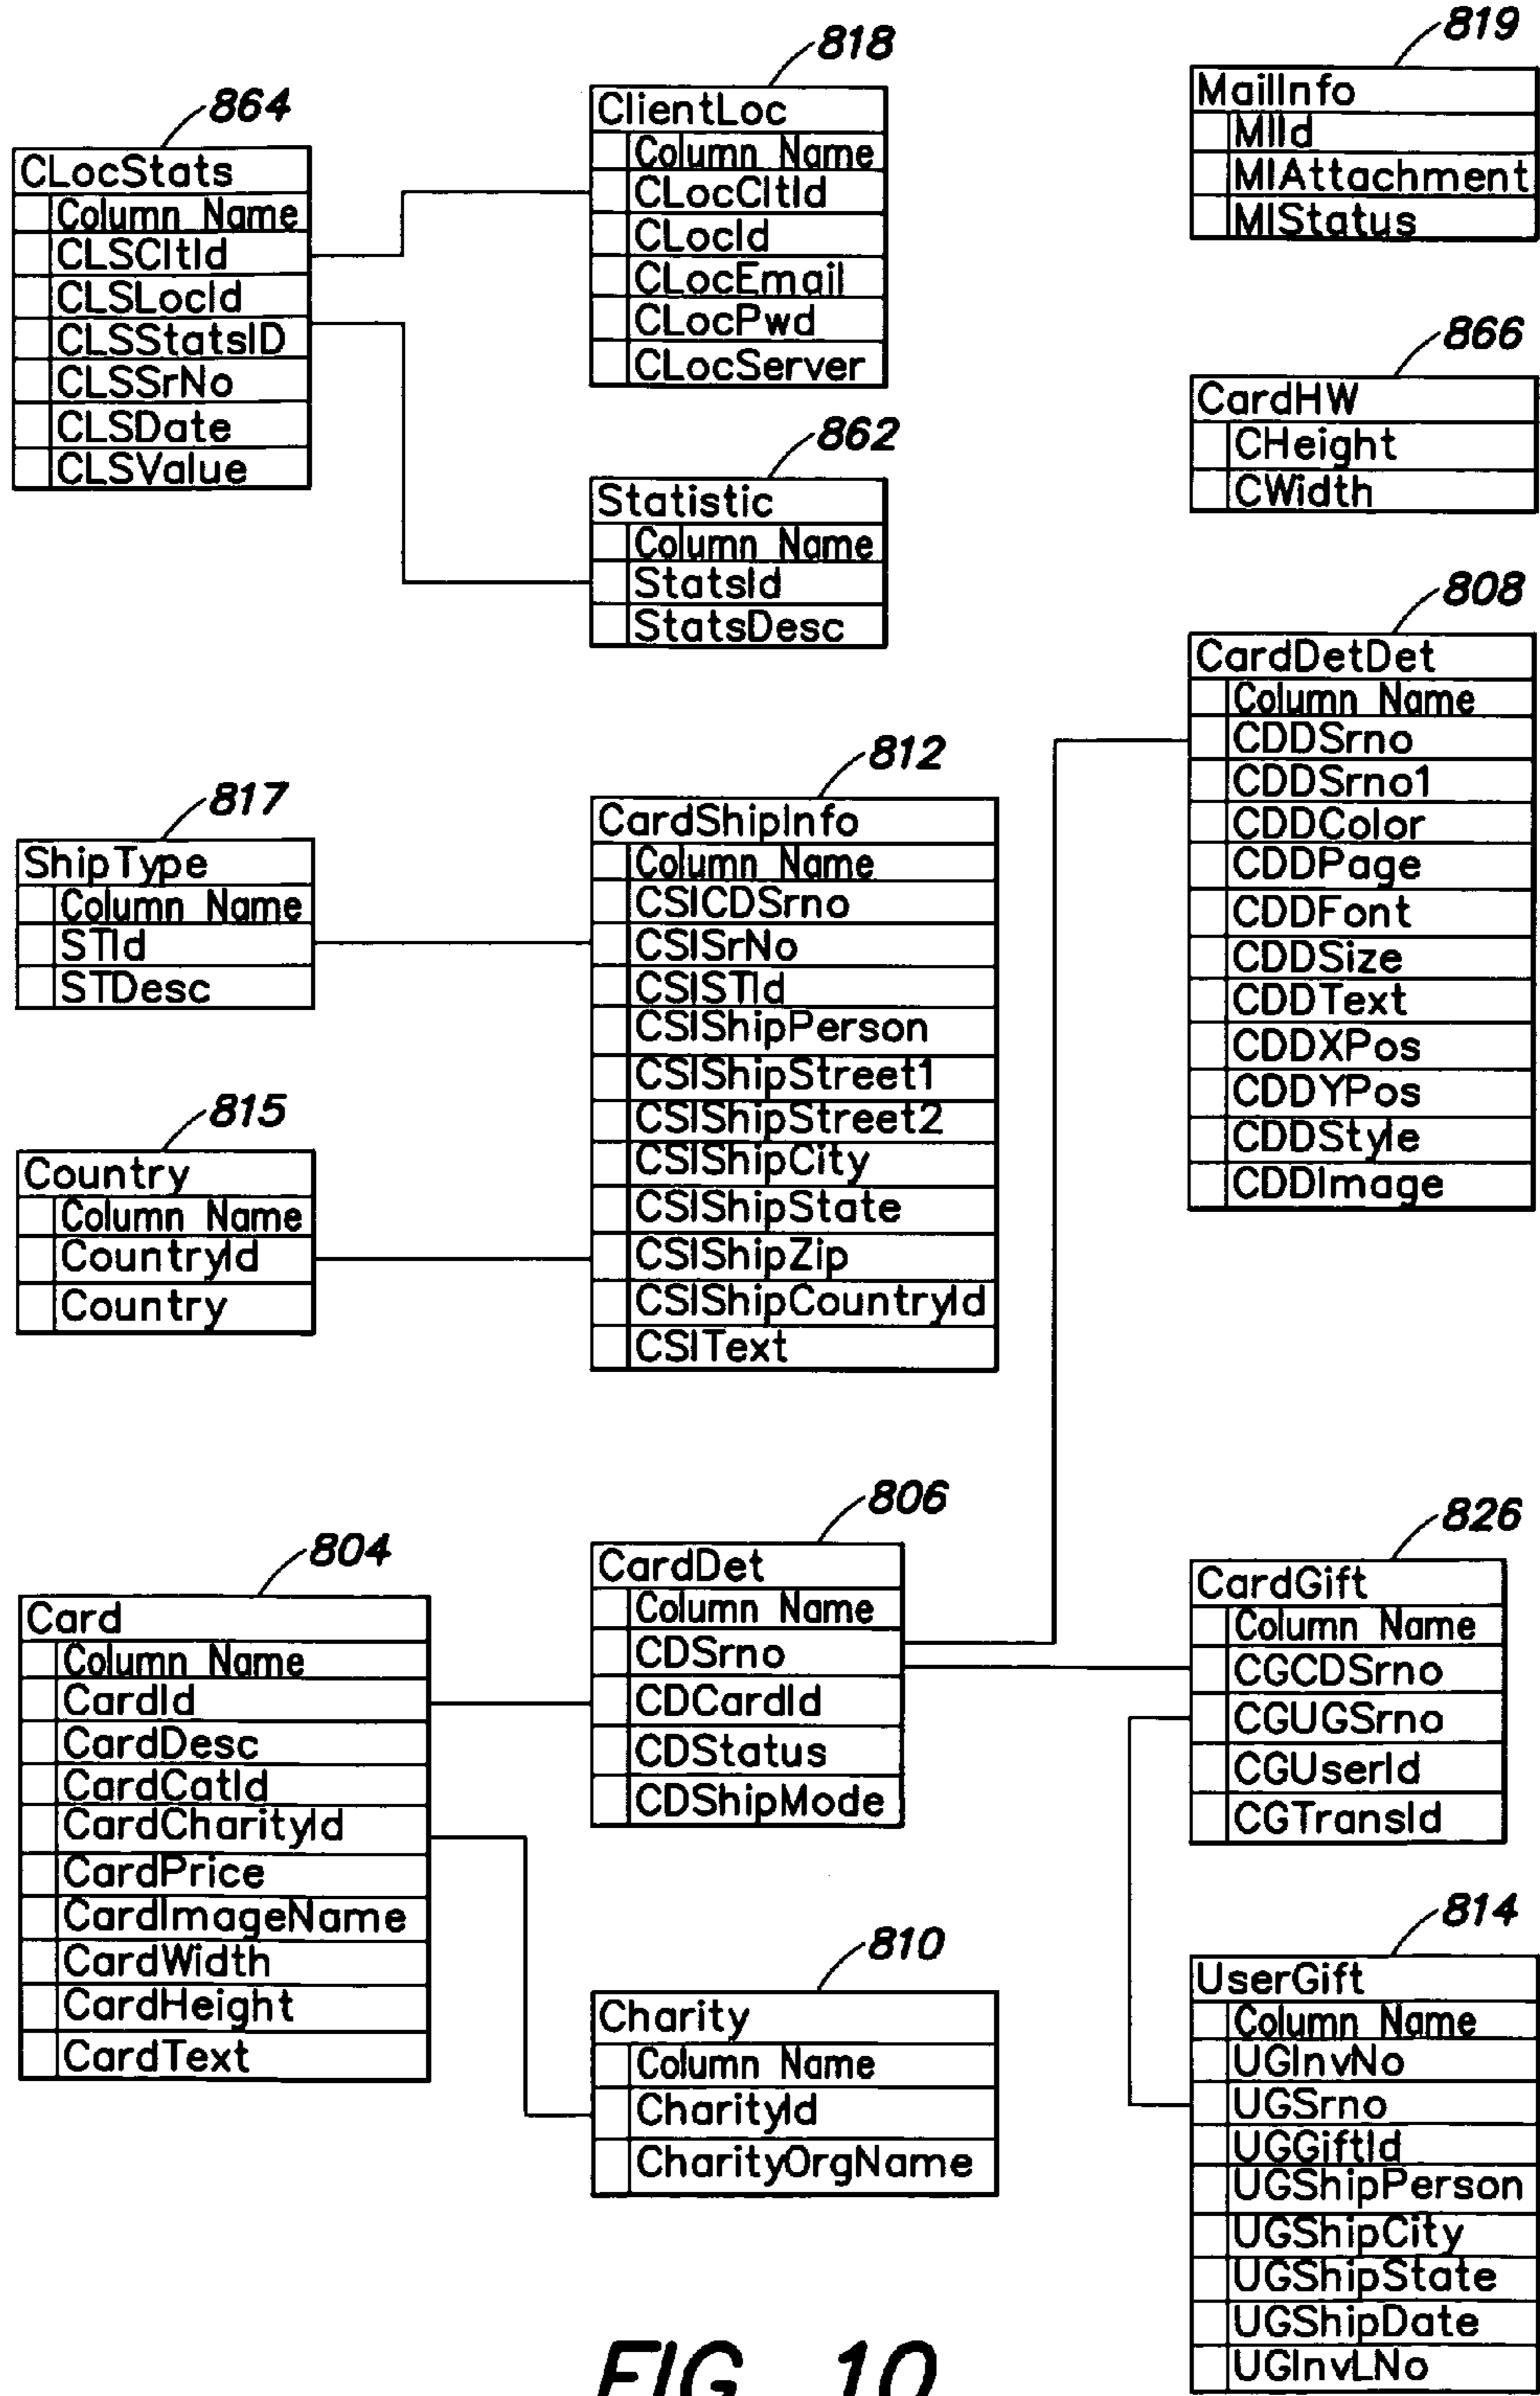 864
CLocStats
Column Name
CLSCltId
CLSLocId
CLSStatsID
CLSSrNo
CLSDate
CLSValue
818
ClientLoc
Column Name
CLocCltId
CLocId
CLocEmail
CLocPwd
CLocServer
819
MailInfo
MIId
MIAttachment
MIStatus
866
CardHW
CHeight
CWidth
862
Statistic
Column Name
StatsId
StatsDesc
808
CardDetDet
Column Name
CDDSrno
CDDSrno1
CDDColor
CDDPage
CDDFont
CDDSize
CDDText
CDDXPos
CDDYPos
CDDStyle
CDDImage
817
ShipType
Column Name
STId
STDesc
812
CardShipInfo
Column Name
CSICDSrno
CSISrNo
CSISTId
CSIShipPerson
CSIShipStreet1
CSIShipStreet2
CSIShipCity
CSIShipState
CSIShipZip
CSIShipCountryId
CSIText
815
Country
Column Name
CountryId
Country
804
Card
Column Name
CardId
CardDesc
CardCatId
CardCharityId
CardPrice
CardImageName
CardWidth
CardHeight
CardText
806
CardDet
Column Name
CDSrno
CDCardId
CDStatus
CDShipMode
826
CardGift
Column Name
CGCDSrno
CGUGSrno
CGUserId
CGTransId
810
Charity
Column Name
CharityId
CharityOrgName
814
UserGift
Column Name
UGInvNo
UGSrno
UGGiftId
UGShipPerson
UGShipCity
UGShipState
UGShipDate
UGInvLNo
FIG. 10